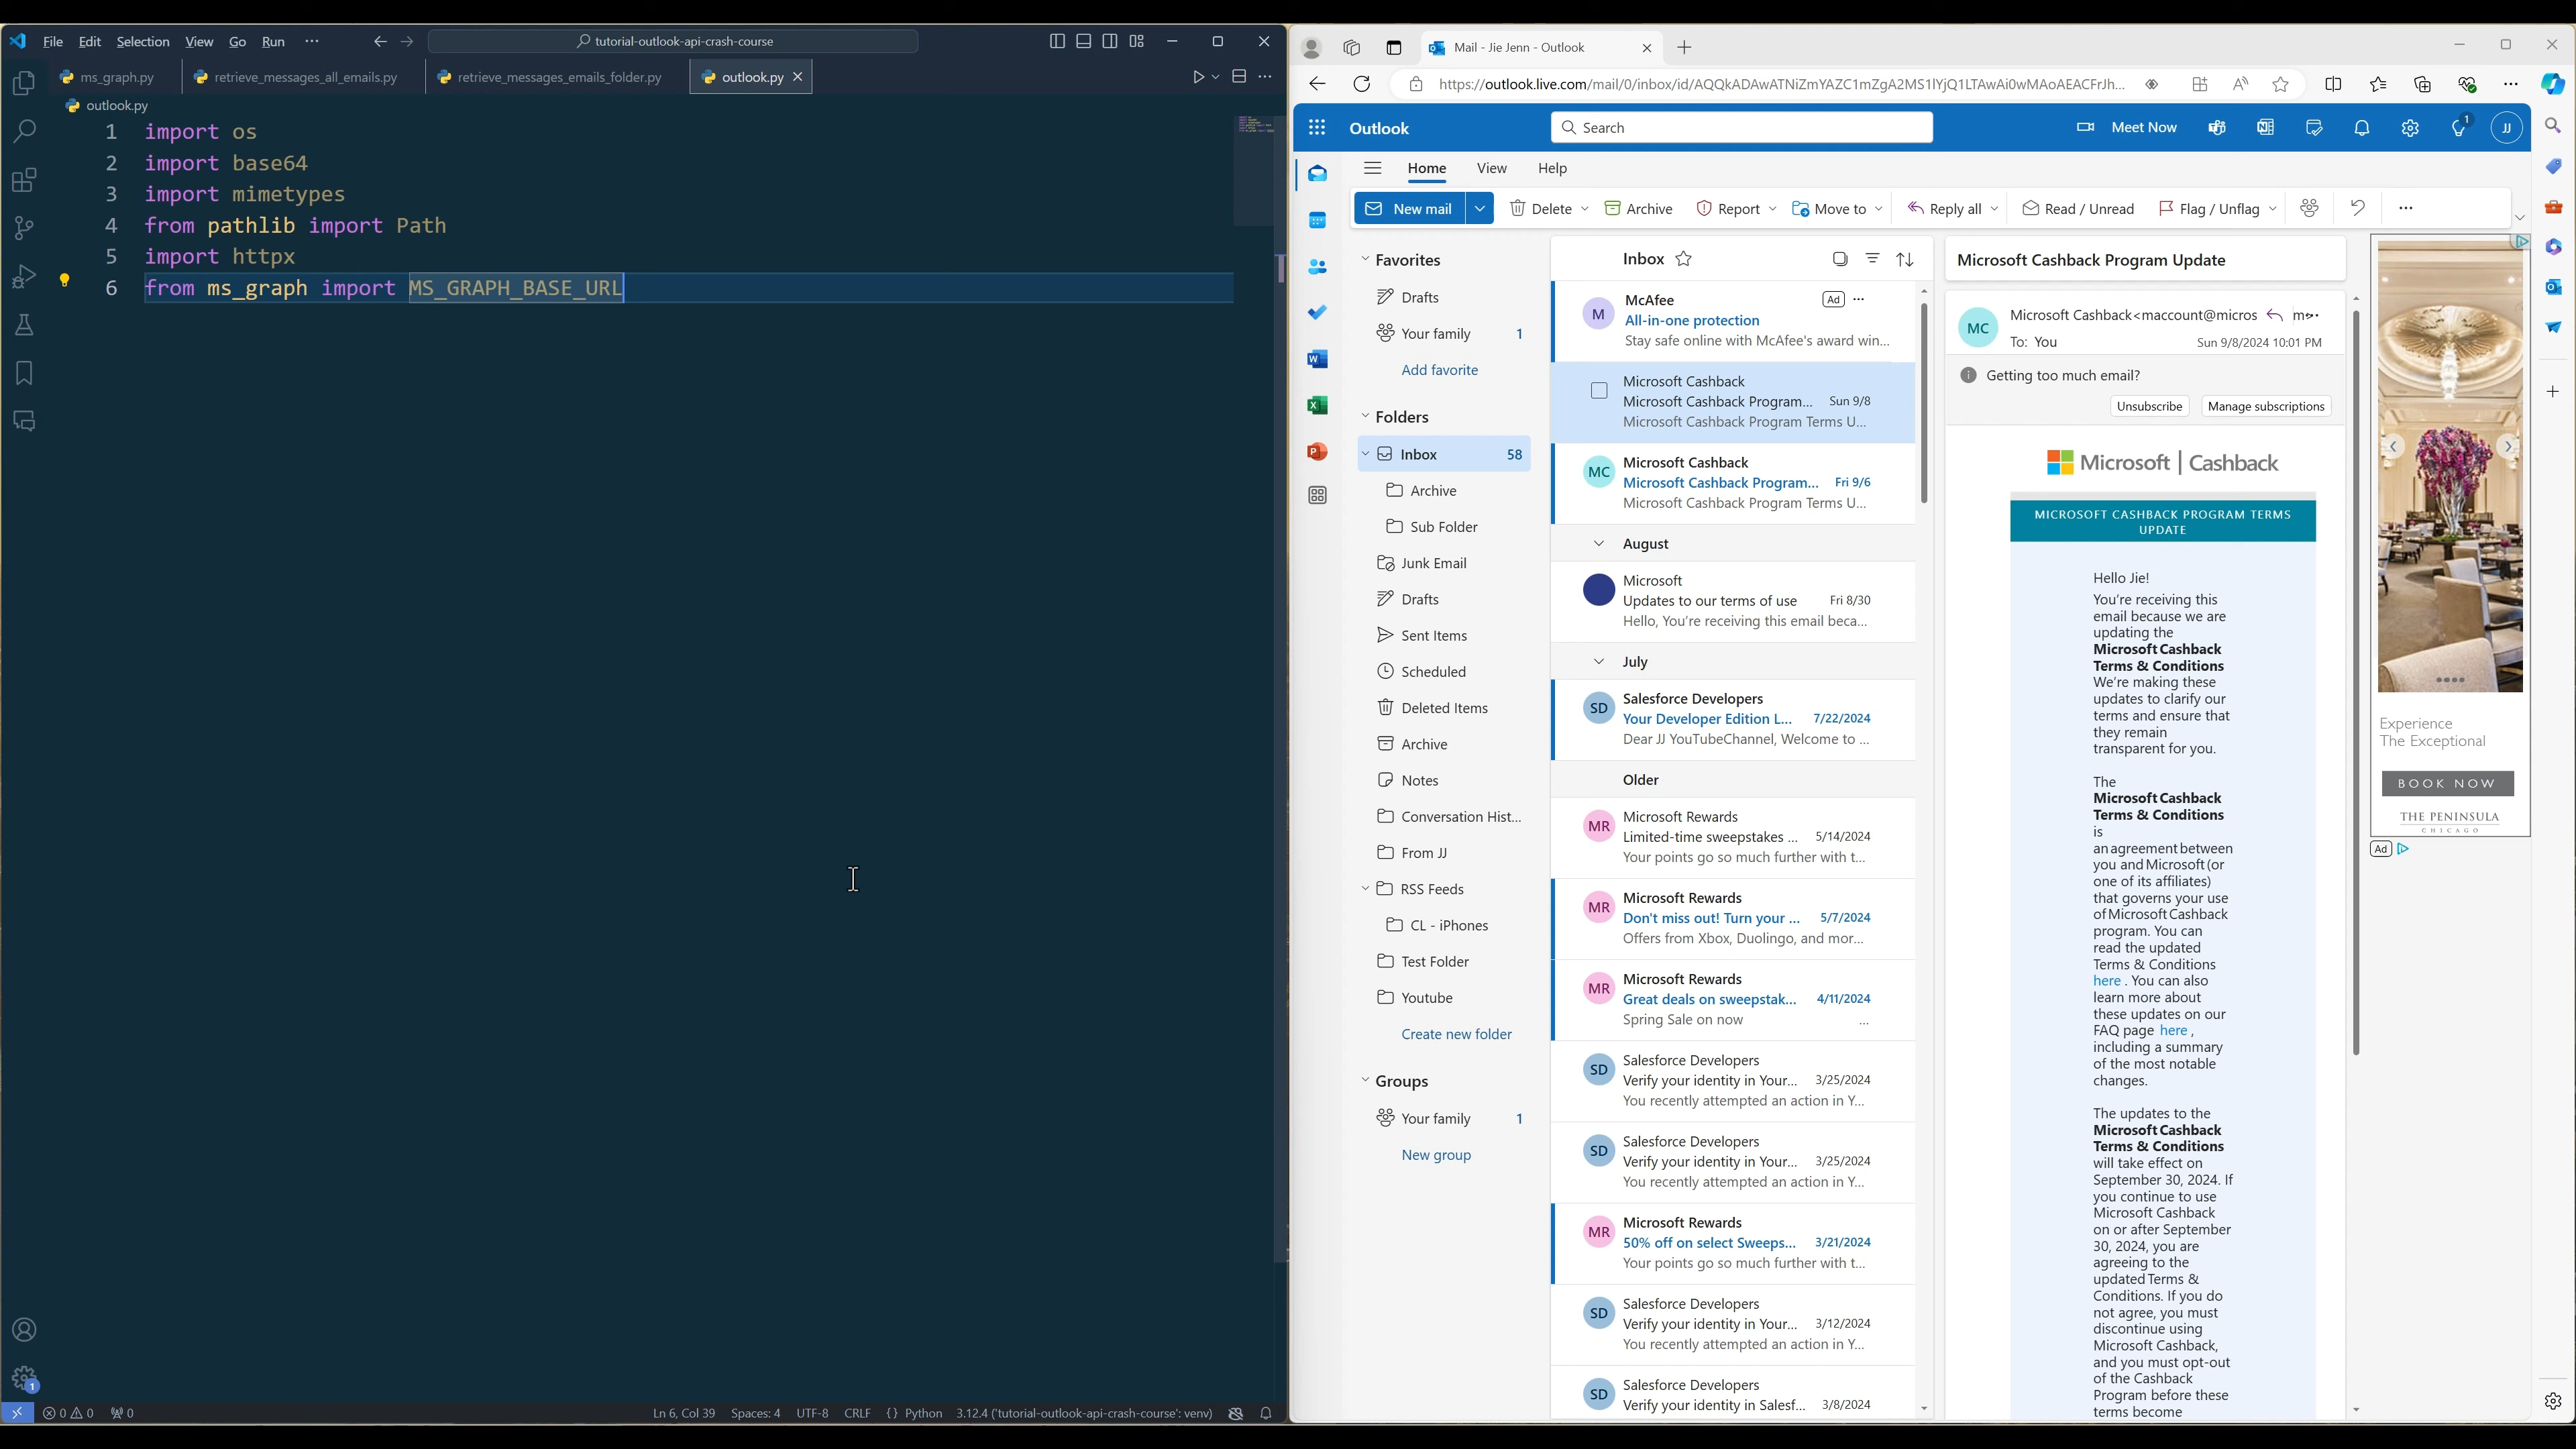 File Edit Selection View Go Run ···
tutorial-outlook-api-crash-course
ms_graph.py
retrieve_messages_all_emails.py
retrieve_messages_emails_folder.py
outlook.py
outlook.py
1 import os
2 import base64
3 import mimetypes
4 from pathlib import Path
5 import httpx
6 from ms_graph import MS_GRAPH_BASE_URL
1
0 0 0
Ln 6, Col 39 Spaces: 4 UTF-8 CRLF {} Python 3.12.4 ('tutorial-outlook-api-crash-course': venv)
Mail - Jie Jenn - Outlook
https://outlook.live.com/mail/0/inbox/id/AQQkADAwATNiZmYAZC1mZgA2MS1lYjQ1LTAwAi0wMAoAEACFrJh...
Outlook
Search
Meet Now
1
JJ
Home View Help
New mail Delete Archive Report Move to Reply all Read / Unread Flag / Unflag
Favorites
Drafts
Your family 1
Add favorite
Folders
Inbox 58
Archive
Sub Folder
Junk Email
Drafts
Sent Items
Scheduled
Deleted Items
Archive
Notes
Conversation Hist...
From JJ
RSS Feeds
CL - iPhones
Test Folder
Youtube
Create new folder
Groups
Your family 1
New group
Inbox
M
McAfee
Ad
All-in-one protection
Stay safe online with McAfee's award win...
Microsoft Cashback
Microsoft Cashback Program... Sun 9/8
Microsoft Cashback Program Terms U...
MC
Microsoft Cashback
Microsoft Cashback Program... Fri 9/6
Microsoft Cashback Program Terms U...
August
Microsoft
Updates to our terms of use Fri 8/30
Hello, You're receiving this email beca...
July
SD
Salesforce Developers
Your Developer Edition L... 7/22/2024
Dear JJ YouTubeChannel, Welcome to ...
Older
MR
Microsoft Rewards
Limited-time sweepstakes ... 5/14/2024
Your points go so much further with t...
MR
Microsoft Rewards
Don't miss out! Turn your ... 5/7/2024
Offers from Xbox, Duolingo, and mor...
MR
Microsoft Rewards
Great deals on sweepstak... 4/11/2024
Spring Sale on now ...
SD
Salesforce Developers
Verify your identity in Your... 3/25/2024
You recently attempted an action in Y...
SD
Salesforce Developers
Verify your identity in Your... 3/25/2024
You recently attempted an action in Y...
MR
Microsoft Rewards
50% off on select Sweeps... 3/21/2024
Your points go so much further with t...
SD
Salesforce Developers
Verify your identity in Your... 3/12/2024
You recently attempted an action in Y...
SD
Salesforce Developers
Verify your identity in Salesf... 3/8/2024
Microsoft Cashback Program Update
MC
Microsoft Cashback<maccount@micros
To: You
Sun 9/8/2024 10:01 PM
Getting too much email?
Unsubscribe Manage subscriptions
Microsoft | Cashback
MICROSOFT CASHBACK PROGRAM TERMS
UPDATE
Hello Jie!
You're receiving this
email because we are
updating the
Microsoft Cashback
Terms & Conditions
We're making these
updates to clarify our
terms and ensure that
they remain
transparent for you.
The
Microsoft Cashback
Terms & Conditions
is
an agreement between
you and Microsoft (or
one of its affiliates)
that governs your use
of Microsoft Cashback
program. You can
read the updated
Terms & Conditions
here . You can also
learn more about
these updates on our
FAQ page here ,
including a summary
of the most notable
changes.
The updates to the
Microsoft Cashback
Terms & Conditions
will take effect on
September 30, 2024. If
you continue to use
Microsoft Cashback
on or after September
30, 2024, you are
agreeing to the
updated Terms &
Conditions. If you do
not agree, you must
discontinue using
Microsoft Cashback,
and you must opt-out
of the Cashback
Program before these
terms become
Experience
The Exceptional
BOOK NOW
THE PENINSULA
CHICAGO
Ad